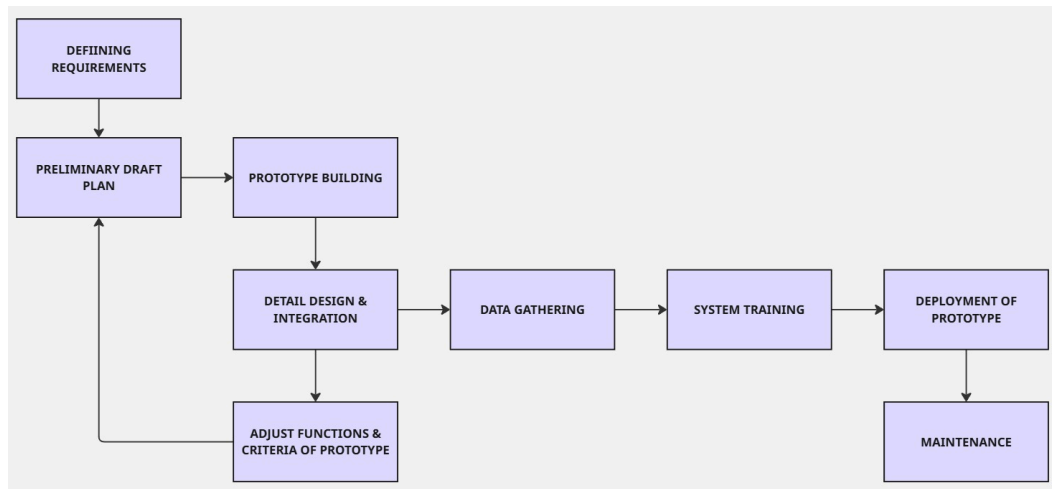 DEFIINING
REQUIREMENTS
PRELIMINARY DRAFT
PLAN
PROTOTYPE BUILDING
DETAIL DESIGN &
INTEGRATION
DATA GATHERING
SYSTEM TRAINING
DEPLOYMENT OF
PROTOTYPE
ADJUST FUNCTIONS &
CRITERIA OF PROTOTYPE
MAINTENANCE